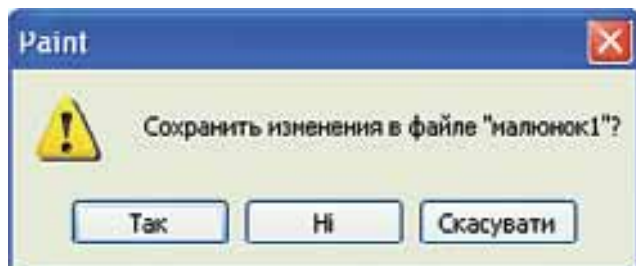 Paint
Сохранить изменения в файле "малюнок1"?
Так Ні Скасувати